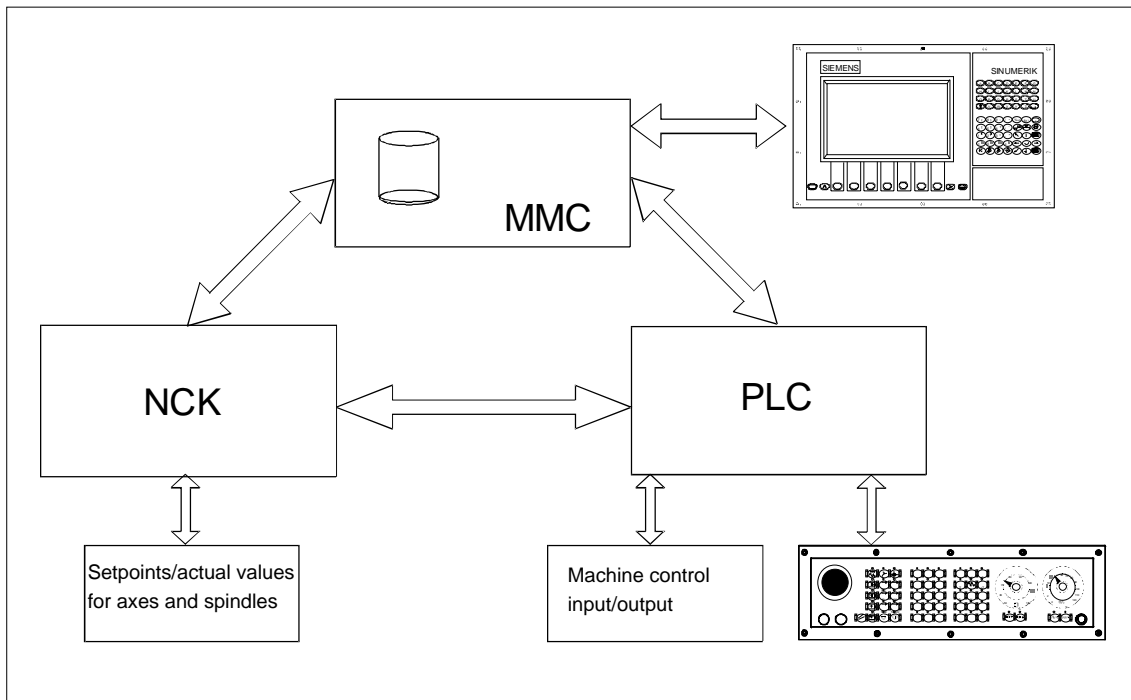 SIEMENS
SINUMERIK
MMC
NCK
PLC
Setpoints/actual values
for axes and spindles
Machine control
input/output